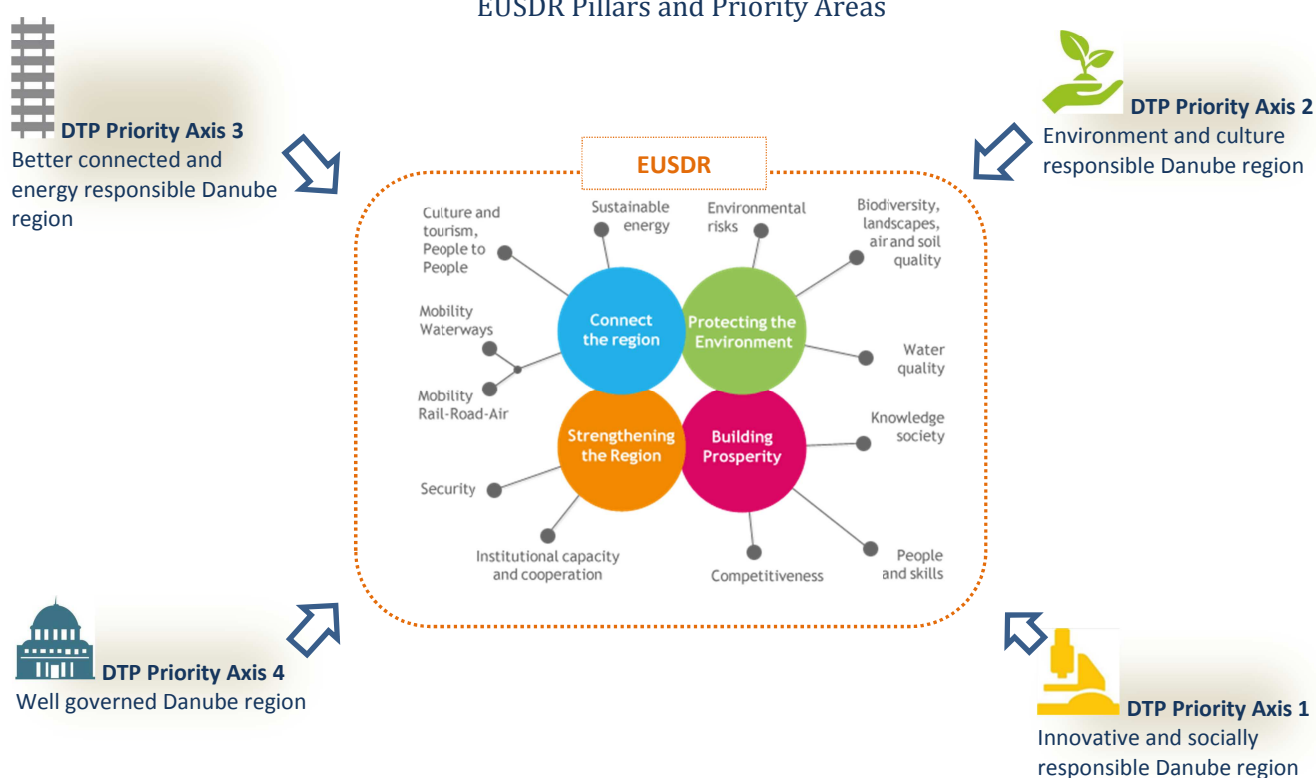 EUSDR Pillars and Priority Areas
DTP Priority Axis 3
Better connected and
energy responsible Danube
region
DTP Priority Axis 2
Environment and culture
responsible Danube region
EUSDR
Culture and
tourism,
People to
People
Sustainable
energy
Environmental
risks
Biodiversity,
landscapes,
air and soil
quality
Mobility
Waterways
Connect
the region
Protecting the
Environment
Water
quality
Mobility
Rail-Road-Air
Knowledge
society
Strengthening
the Region
Building
Prosperity
Security
Institutional capacity
and cooperation
Competitiveness
People
and skills
DTP Priority Axis 4
Well governed Danube region
DTP Priority Axis 1
Innovative and socially
responsible Danube region